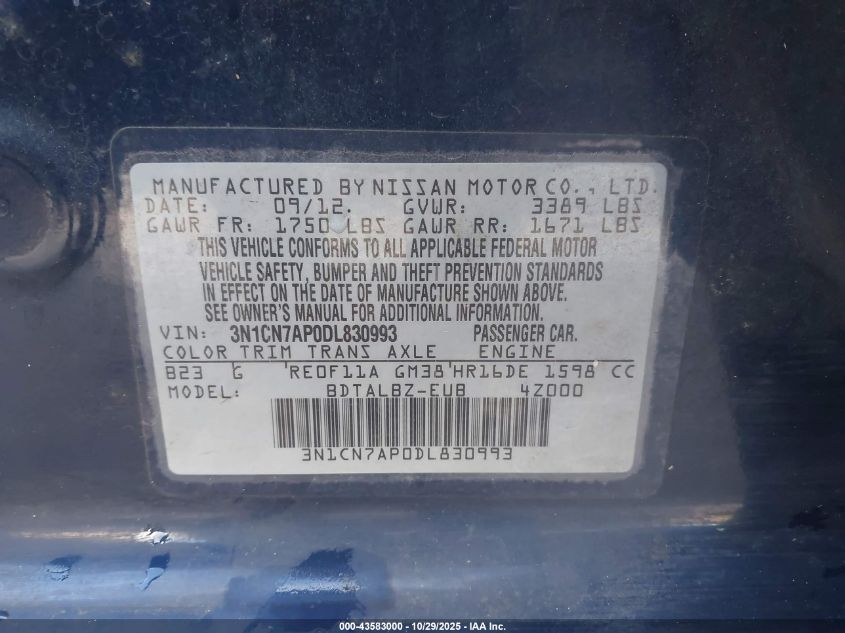 MANUFACTURED BY NISSAN MOTOR CO., LTD.
DATE: 09/12. GVWR: 3389 LBS
GAWR FR: 1750 LBS GAWR RR: 1671 LBS
THIS VEHICLE CONFORMS TO ALL APPLICABLE FEDERAL MOTOR
VEHICLE SAFETY, BUMPER AND THEFT PREVENTION STANDARDS
IN EFFECT ON THE DATE OF MANUFACTURE SHOWN ABOVE.
SEE OWNER'S MANUAL FOR ADDITIONAL INFORMATION.
VIN: 3N1CN7AP0DL830993 PASSENGER CAR.
COLOR TRIM TRANS AXLE ENGINE
B23 G RE0F11A GM38 HR16DE 1598 CC
MODEL: BDTALBZ-EUB 4Z000
3N1CN7AP0DL830993
000-43583000 - 10/29/2025 - IAA Inc.